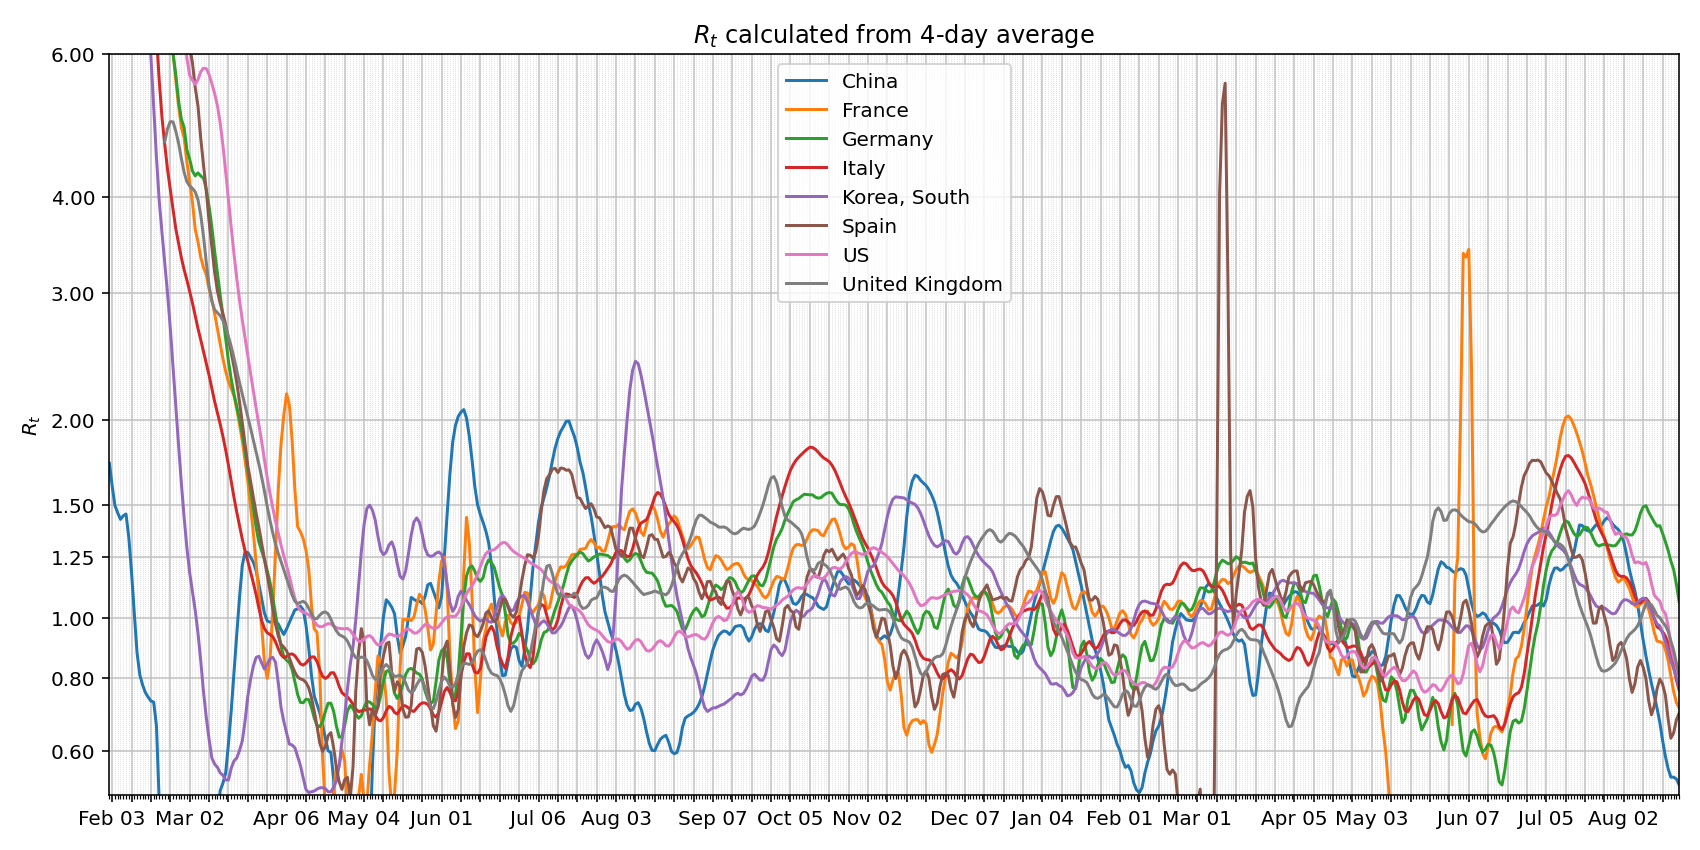 Rt calculated from 4-day average
6.00
4.00
3.00
2.00
1.50
1.25
1.00
0.80
0.60
Rt
China
France
Germany
Italy
Korea, South
Spain
US
United Kingdom
Feb 03 Mar 02 Apr 06 May 04 Jun 01 Jul 06 Aug 03 Sep 07 Oct 05 Nov 02 Dec 07 Jan 04 Feb 01 Mar 01 Apr 05 May 03 Jun 07 Jul 05 Aug 02